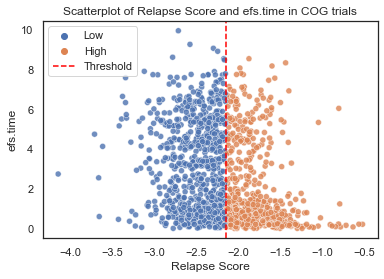 Scatterplot of Relapse Score and efs.time in COG trials
Low
High
Threshold
10
8
6
4
2
0
efs.time
−4.0
−3.5
−3.0
−2.5
−2.0
−1.5
−1.0
−0.5
Relapse Score